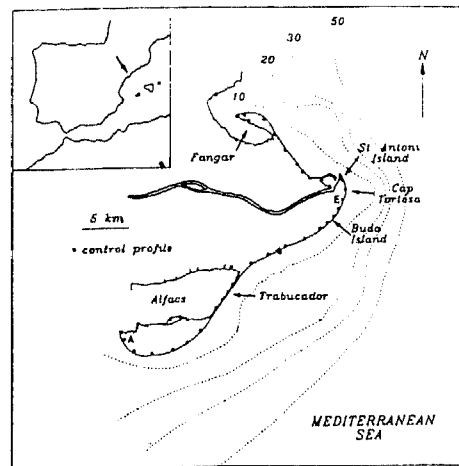 50
30
20
10
N
Fangar
St Antoni
Island
Cap
Tortosa
E
5 km
• control profile
Buda
Island
Alfacs
Trabucador
A
MEDITERRANEAN
SEA